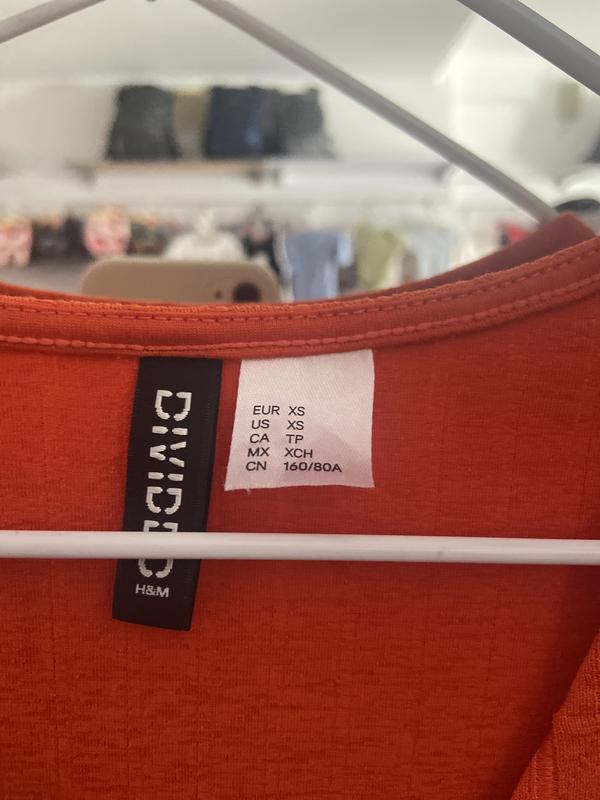 DIVIDED
H&M
EUR XS
US XS
CA TP
MX XCH
CN 160/80A